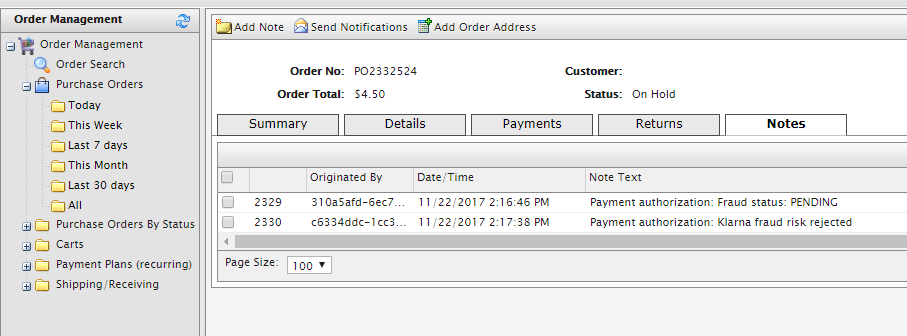 Order Management
Order Management
Order Search
Purchase Orders
Today
This Week
Last 7 days
This Month
Last 30 days
All
Purchase Orders By Status
Carts
Payment Plans (recurring)
Shipping/Receiving
Add Note Send Notifications Add Order Address
Order No: PO2332524 Customer:
Order Total: $4.50 Status: On Hold
Summary Details Payments Returns Notes
Originated By Date/Time Note Text
2329 310a5afd-6ec7... 11/22/2017 2:16:46 PM Payment authorization: Fraud status: PENDING
2330 c6334ddc-1cc3... 11/22/2017 2:17:38 PM Payment authorization: Klarna fraud risk rejected
Page Size: 100